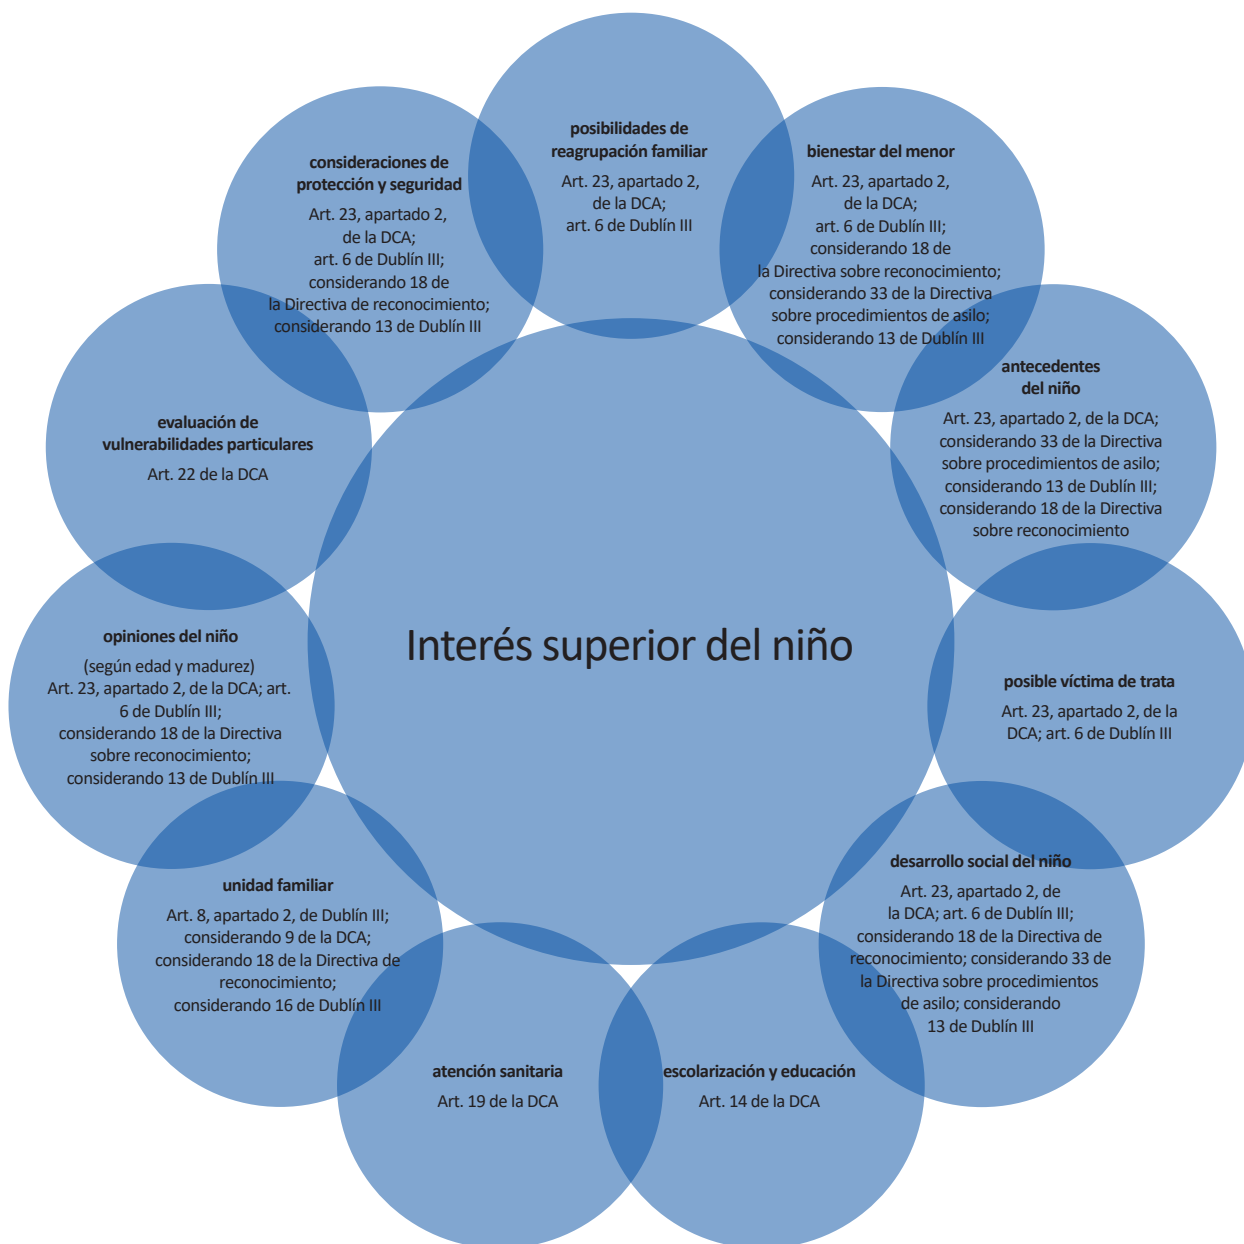 posibilidades de
reagrupación familiar
Art. 23, apartado 2,
de la DCA;
art. 6 de Dublín III
bienestar del menor
Art. 23, apartado 2,
de la DCA;
art. 6 de Dublín III;
considerando 18 de
la Directiva sobre reconocimiento;
considerando 33 de la Directiva
sobre procedimientos de asilo;
considerando 13 de Dublín III
antecedentes
del niño
Art. 23, apartado 2, de la DCA;
considerando 33 de la Directiva
sobre procedimientos de asilo;
considerando 13 de Dublín III;
considerando 18 de la Directiva
sobre reconocimiento
posible víctima de trata
Art. 23, apartado 2, de la
DCA; art. 6 de Dublín III
desarrollo social del niño
Art. 23, apartado 2, de
la DCA; art. 6 de Dublín III;
considerando 18 de la Directiva de
reconocimiento; considerando 33 de
la Directiva sobre procedimientos
de asilo; considerando
13 de Dublín III
escolarización y educación
Art. 14 de la DCA
atención sanitaria
Art. 19 de la DCA
unidad familiar
Art. 8, apartado 2, de Dublín III;
considerando 9 de la DCA;
considerando 18 de la Directiva de
reconocimiento;
considerando 16 de Dublín III
opiniones del niño
(según edad y madurez)
Art. 23, apartado 2, de la DCA; art.
6 de Dublín III;
considerando 18 de la Directiva
sobre reconocimiento;
considerando 13 de Dublín III
evaluación de
vulnerabilidades particulares
Art. 22 de la DCA
consideraciones de
protección y seguridad
Art. 23, apartado 2,
de la DCA;
art. 6 de Dublín III;
considerando 18 de
la Directiva de reconocimiento;
considerando 13 de Dublín III
Interés superior del niño